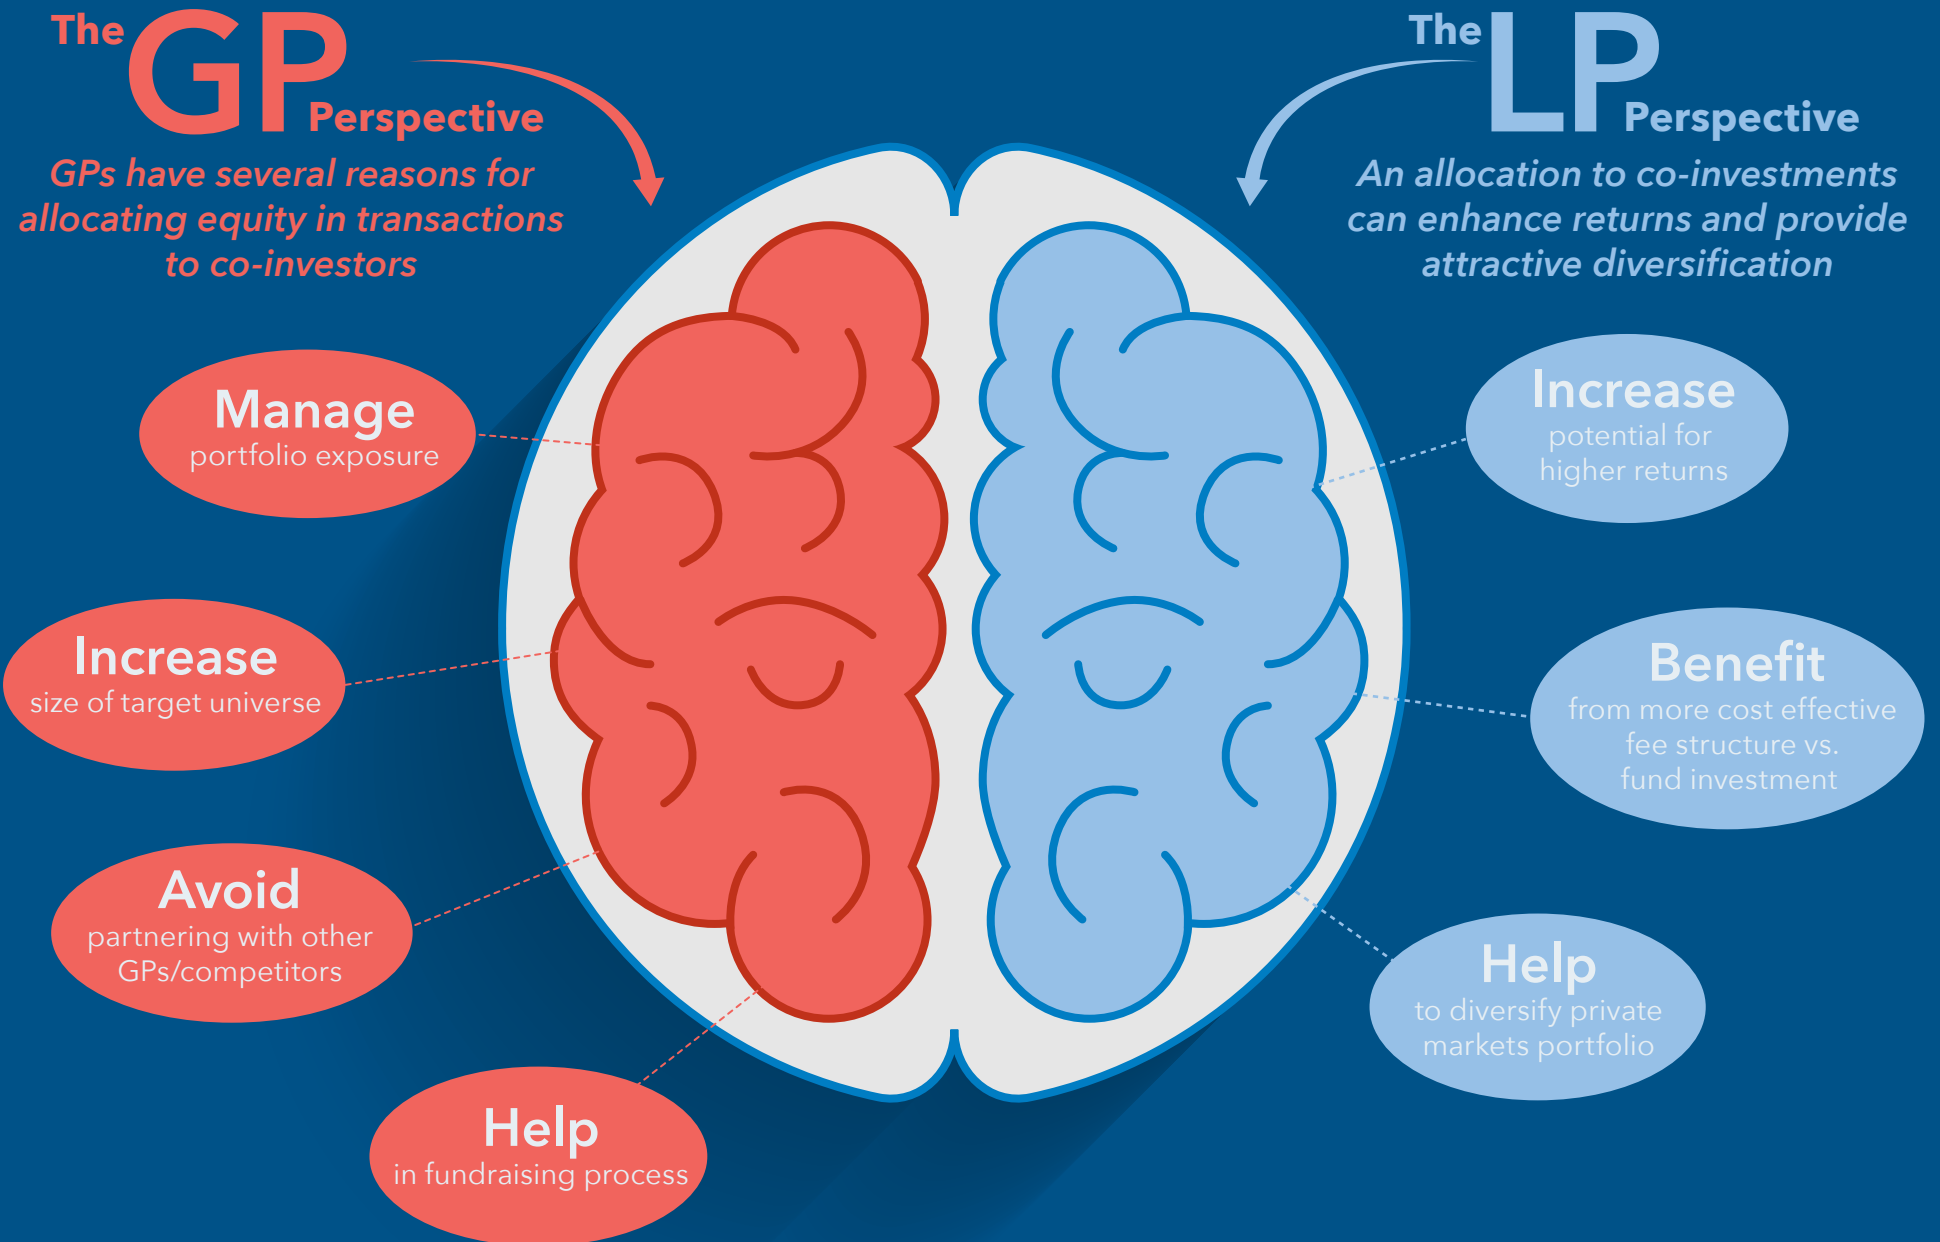 The GP Perspective
GPs have several reasons for
allocating equity in transactions
to co-investors
Manage
portfolio exposure
Increase
size of target universe
Avoid
partnering with other
GPs/competitors
Help
in fundraising process
The LP Perspective
An allocation to co-investments
can enhance returns and provide
attractive diversification
Increase
potential for
higher returns
Benefit
from more cost effective
fee structure vs.
fund investment
Help
to diversify private
markets portfolio